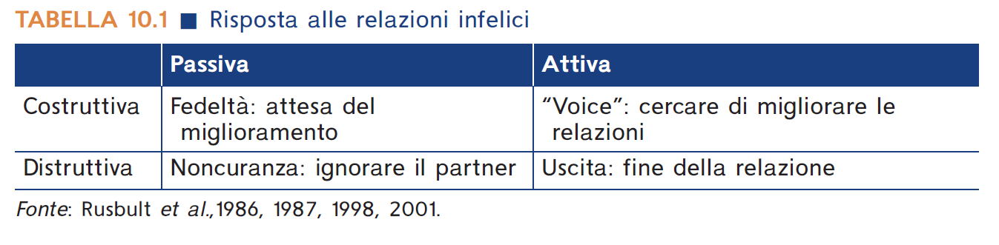 TABELLA 10.1 ■ Risposta alle relazioni infelici
Passiva Attiva
Costruttiva Fedeltà: attesa del “Voice”: cercare di migliorare le
miglioramento relazioni
Distruttiva Noncuranza: ignorare il partner Uscita: fine della relazione
Fonte: Rusbult et al.,1986, 1987, 1998, 2001.